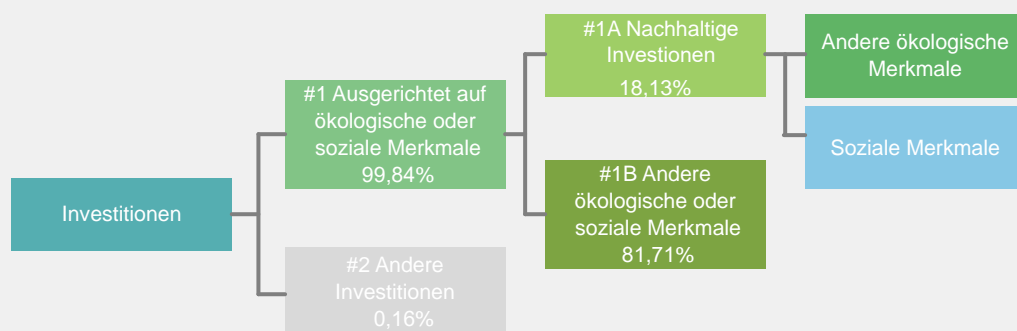 Investitionen
#1 Ausgerichtet auf
ökologische oder
soziale Merkmale
99,84%
#2 Andere
Investitionen
0,16%
#1A Nachhaltige
Investionen
18,13%
#1B Andere
ökologische oder
soziale Merkmale
81,71%
Andere ökologische
Merkmale
Soziale Merkmale